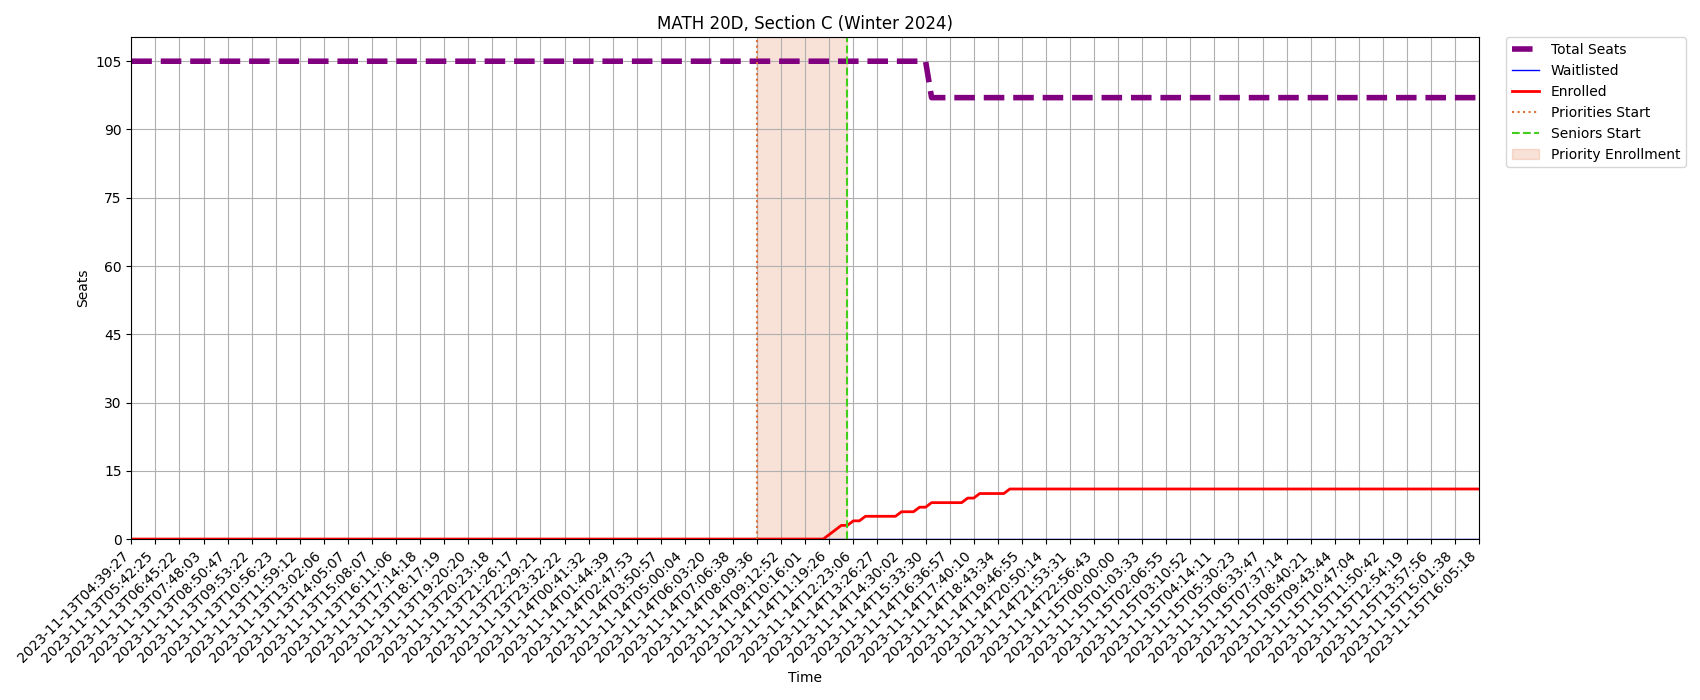 MATH 20D, Section C (Winter 2024)
Total Seats
Waitlisted
Enrolled
Priorities Start
Seniors Start
Priority Enrollment
Seats
105
90
75
60
45
30
15
0
2023-11-13T04:39:27
2023-11-13T05:42:25
2023-11-13T06:45:22
2023-11-13T07:48:03
2023-11-13T08:50:47
2023-11-13T09:53:22
2023-11-13T10:56:23
2023-11-13T11:59:12
2023-11-13T13:02:06
2023-11-13T14:05:07
2023-11-13T15:08:07
2023-11-13T16:11:06
2023-11-13T17:14:18
2023-11-13T18:17:19
2023-11-13T19:20:20
2023-11-13T20:23:18
2023-11-13T21:26:17
2023-11-13T22:29:21
2023-11-13T23:32:22
2023-11-14T00:41:32
2023-11-14T01:44:39
2023-11-14T02:47:53
2023-11-14T03:50:57
2023-11-14T05:00:04
2023-11-14T06:03:20
2023-11-14T07:06:38
2023-11-14T08:09:36
2023-11-14T09:12:52
2023-11-14T10:16:01
2023-11-14T11:19:26
2023-11-14T12:23:06
2023-11-14T13:26:27
2023-11-14T14:30:02
2023-11-14T15:33:30
2023-11-14T16:36:57
2023-11-14T17:40:10
2023-11-14T18:43:34
2023-11-14T19:46:55
2023-11-14T20:50:14
2023-11-14T21:53:31
2023-11-14T22:56:43
2023-11-15T00:00:00
2023-11-15T01:03:33
2023-11-15T02:06:55
2023-11-15T03:10:52
2023-11-15T04:14:11
2023-11-15T05:30:23
2023-11-15T06:33:47
2023-11-15T07:37:14
2023-11-15T08:40:21
2023-11-15T09:43:44
2023-11-15T10:47:04
2023-11-15T11:50:42
2023-11-15T12:54:19
2023-11-15T13:57:56
2023-11-15T15:01:38
2023-11-15T16:05:18
Time